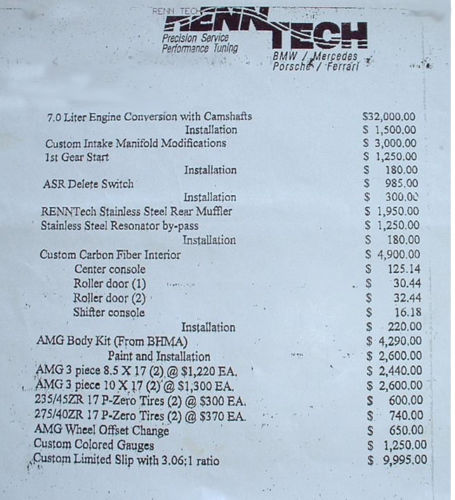 RENN TECH
RENNTECH
Precision Service
Performance Tuning
BMW / Mercedes
Porsche / Ferrari
7.0 Liter Engine Conversion with Camshafts $32,000.00
Installation $ 1,500.00
Custom Intake Manifold Modifications $ 3,000.00
1st Gear Start $ 1,250.00
Installation $ 180.00
ASR Delete Switch $ 985.00
Installation $ 300.00
RENNTech Stainless Steel Rear Muffler $ 1,950.00
Stainless Steel Resonator by-pass $ 1,250.00
Installation $ 180.00
Custom Carbon Fiber Interior $ 4,900.00
Center console $ 125.14
Roller door (1) $ 30.44
Roller door (2) $ 32.44
Shifter console $ 16.18
Installation $ 220.00
AMG Body Kit (From BHMA) $ 4,290.00
Paint and Installation $ 2,600.00
AMG 3 piece 8.5 X 17 (2) @ $1,220 EA. $ 2,440.00
AMG 3 piece 10 X 17 (2) @ $1,300 EA. $ 2,600.00
235/45ZR 17 P-Zero Tires (2) @ $300 EA. $ 600.00
275/40ZR 17 P-Zero Tires (2) @ $370 EA. $ 740.00
AMG Wheel Offset Change $ 650.00
Custom Colored Gauges $ 1,250.00
Custom Limited Slip with 3.06;1 ratio $ 9,995.00